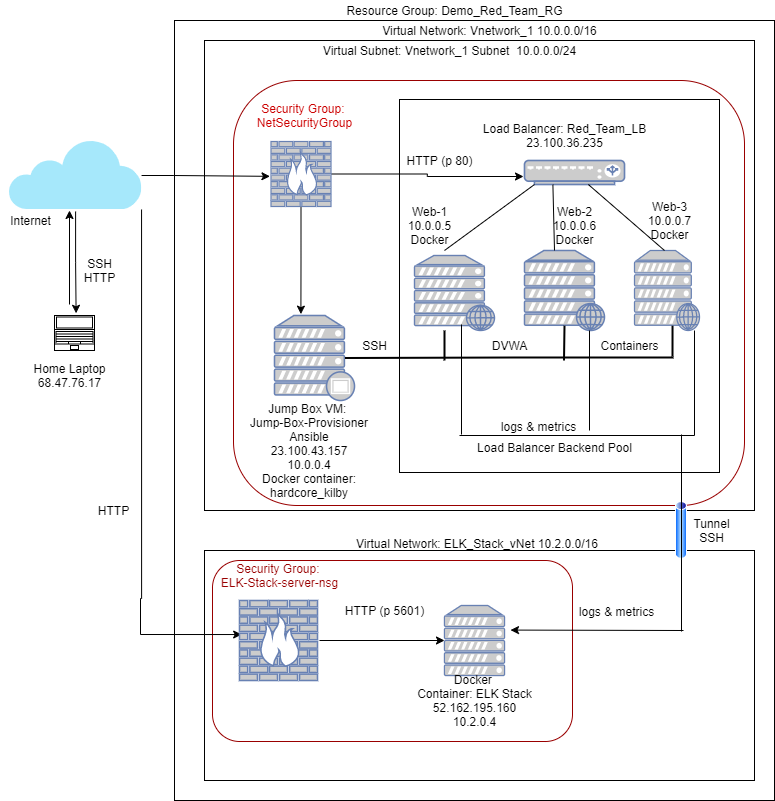 Resource Group: Demo_Red_Team_RG
Virtual Network: Vnetwork_1 10.0.0.0/16
Virtual Subnet: Vnetwork_1 Subnet 10.0.0.0/24
Security Group:
NetSecurityGroup
Load Balancer: Red_Team_LB
23.100.36.235
HTTP (p 80)
Internet
Web-1
10.0.0.5
Docker
Web-2
10.0.0.6
Docker
Web-3
10.0.0.7
Docker
SSH
HTTP
Home Laptop
68.47.76.17
SSH
DVWA
Containers
Jump Box VM:
Jump-Box-Provisioner
Ansible
23.100.43.157
10.0.0.4
Docker container:
hardcore_kilby
logs & metrics
Load Balancer Backend Pool
HTTP
Tunnel
SSH
Virtual Network: ELK_Stack_vNet 10.2.0.0/16
Security Group:
ELK-Stack-server-nsg
HTTP (p 5601)
logs & metrics
Docker
Container: ELK Stack
52.162.195.160
10.2.0.4